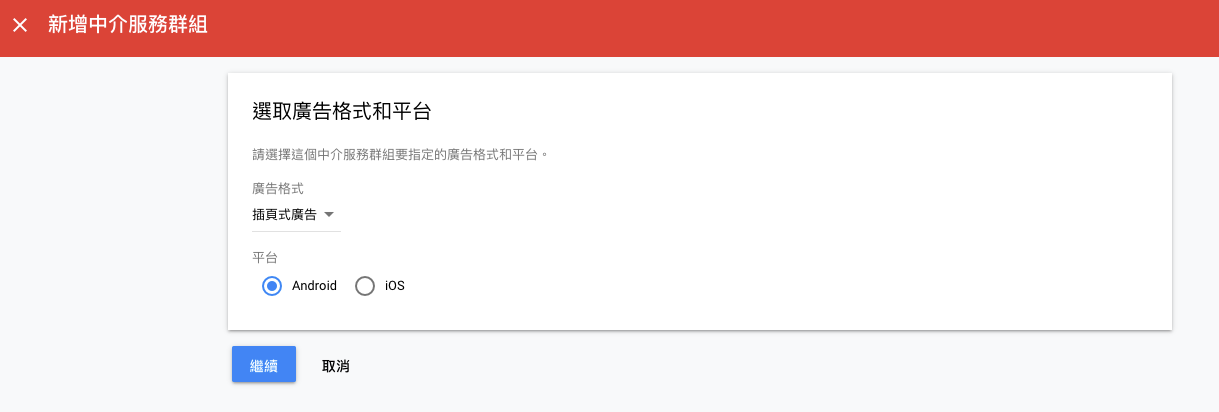 新增中介服務群組
選取廣告格式和平台
請選擇這個中介服務群組要指定的廣告格式和平台。
廣告格式
插頁式廣告
平台
Android iOS
繼續 取消